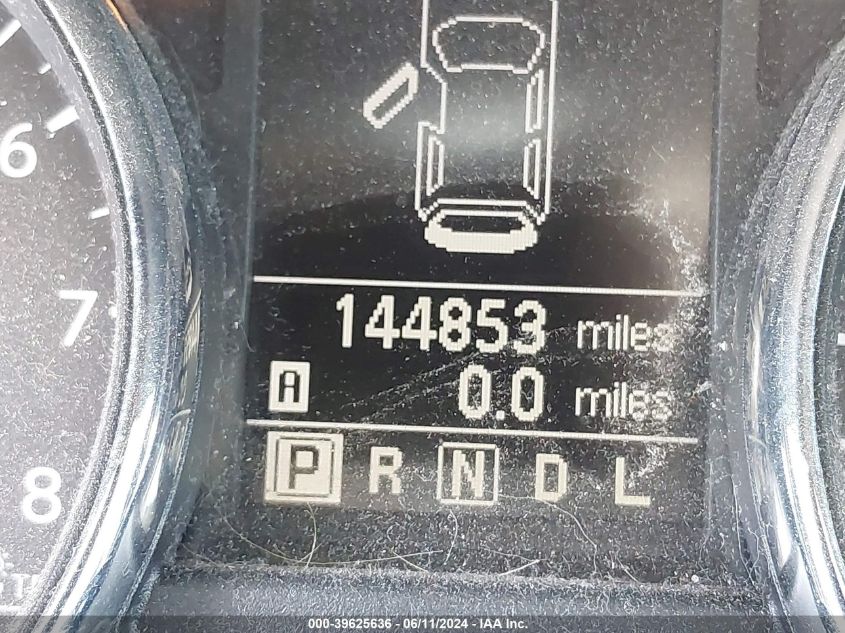 6
7
8
144853 miles
A 0.0 miles
P R N D L
000-39625636 - 06/11/2024 - IAA Inc.